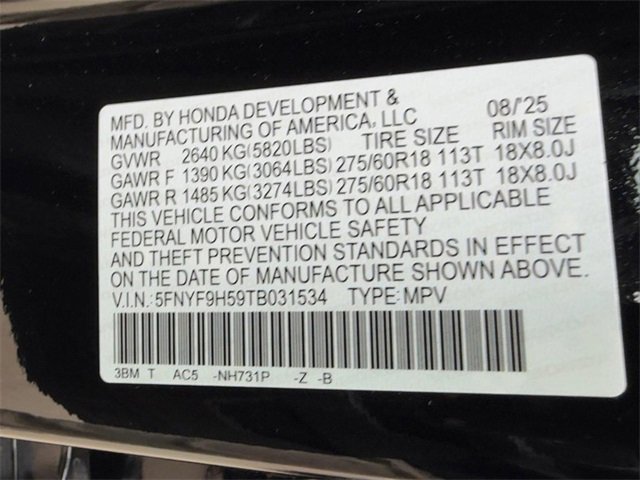 MFD. BY HONDA DEVELOPMENT & 08/'25
MANUFACTURING OF AMERICA, LLC
GVWR 2640 KG(5820LBS) TIRE SIZE RIM SIZE
GAWR F 1390 KG(3064LBS) 275/60R18 113T 18X8.0J
GAWR R 1485 KG(3274LBS) 275/60R18 113T 18X8.0J
THIS VEHICLE CONFORMS TO ALL APPLICABLE
FEDERAL MOTOR VEHICLE SAFETY
AND THEFT PREVENTION STANDARDS IN EFFECT
ON THE DATE OF MANUFACTURE SHOWN ABOVE.
V.I.N.: 5FNYF9H59TB031534 TYPE: MPV
3BM T AC5 -NH731P -Z -B